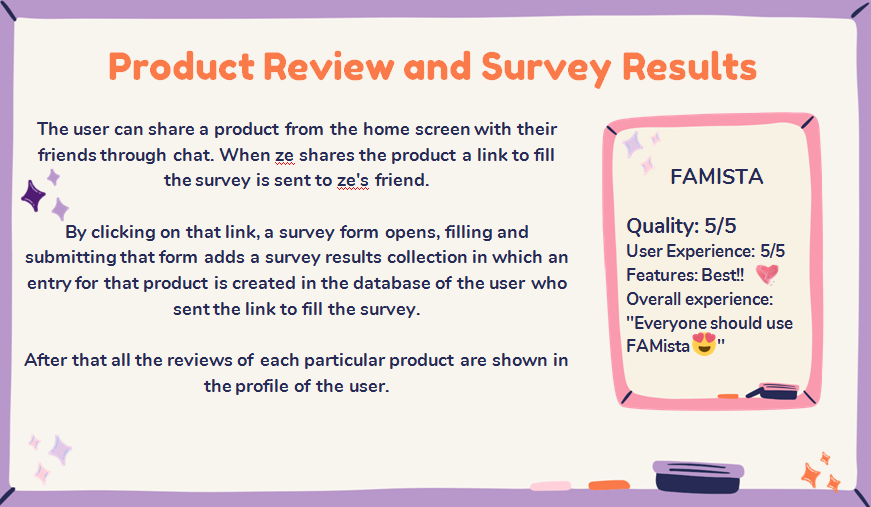 Product Review and Survey Results
The user can share a product from the home screen with their
friends through chat. When ze shares the product a link to fill
the survey is sent to ze's friend.
By clicking on that link, a survey form opens, filling and
submitting that form adds a survey results collection in which an
entry for that product is created in the database of the user who
sent the link to fill the survey.
After that all the reviews of each particular product are shown in
the profile of the user.
FAMISTA
Quality: 5/5
User Experience: 5/5
Features: Best!!
Overall experience:
"Everyone should use
FAMista😍"